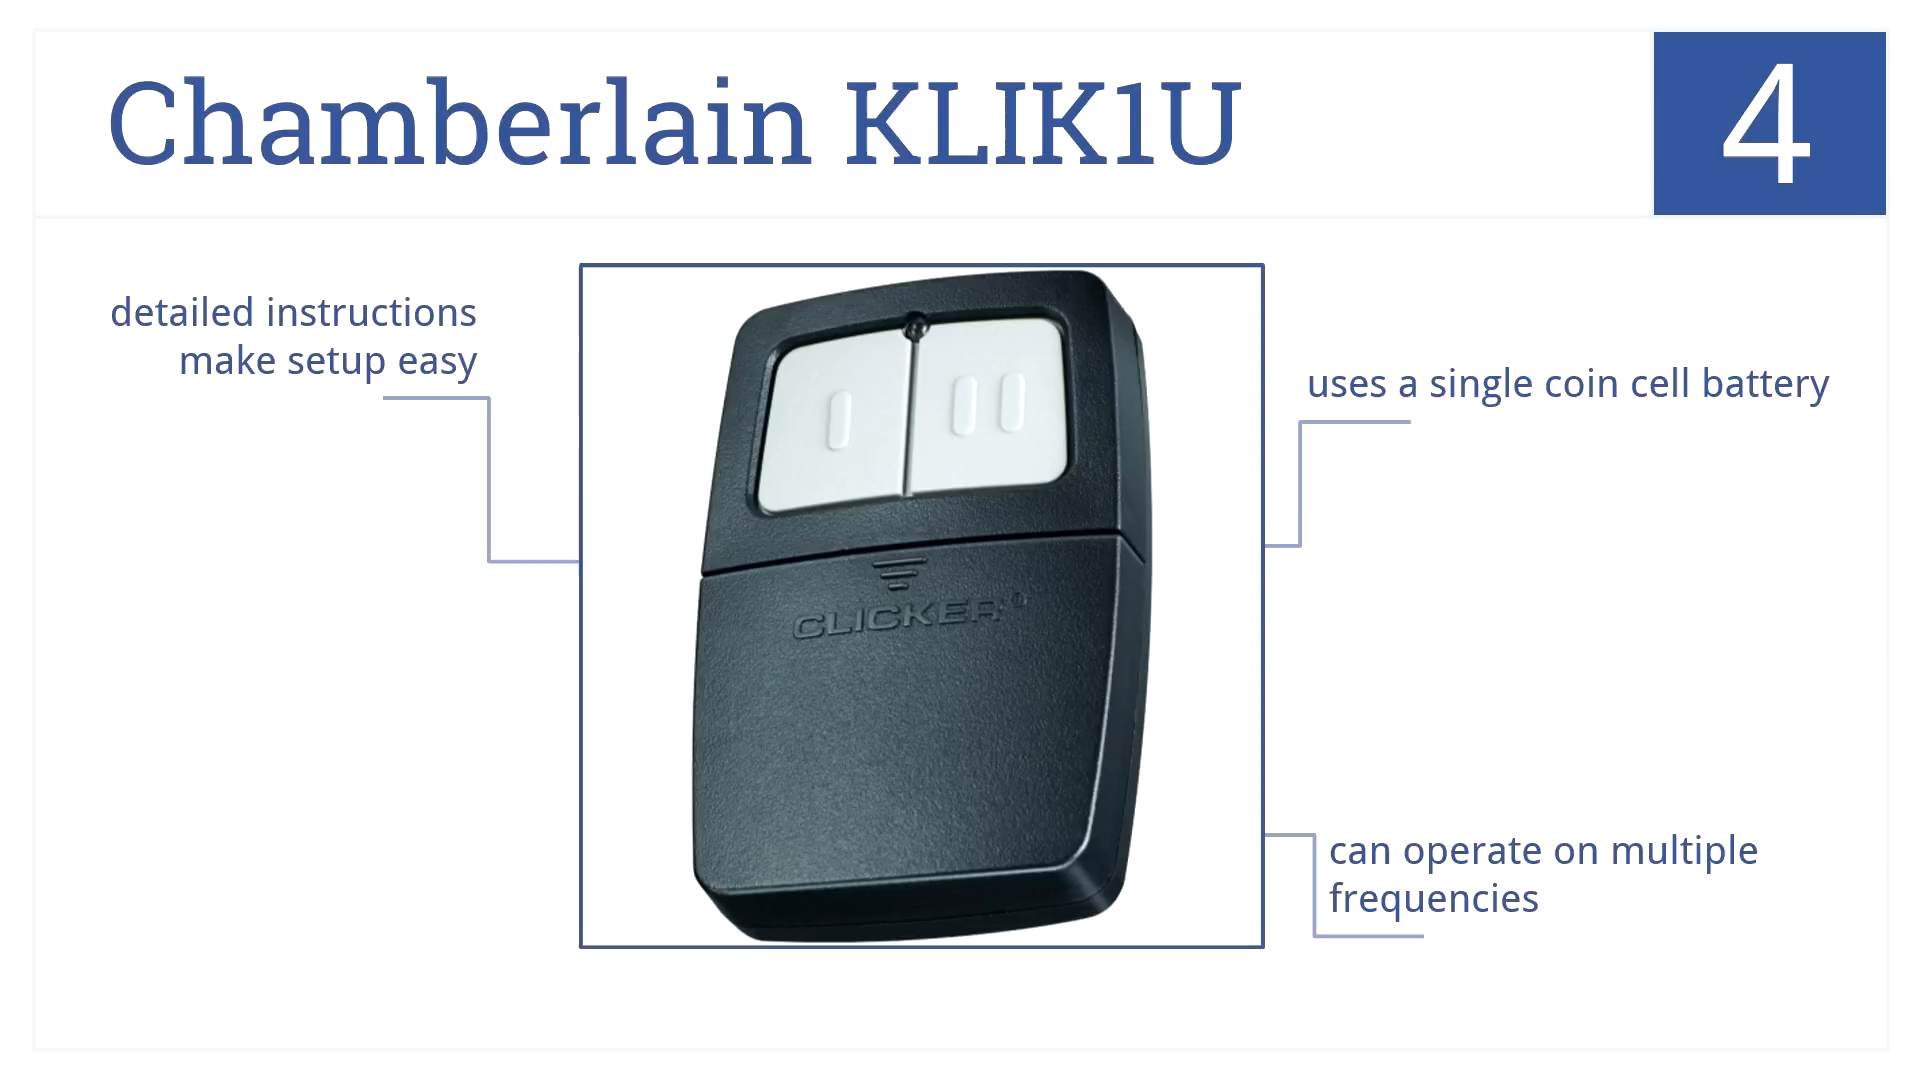 Chamberlain KLIK1U
4
detailed instructions
make setup easy
uses a single coin cell battery
CLICKER®
can operate on multiple
frequencies